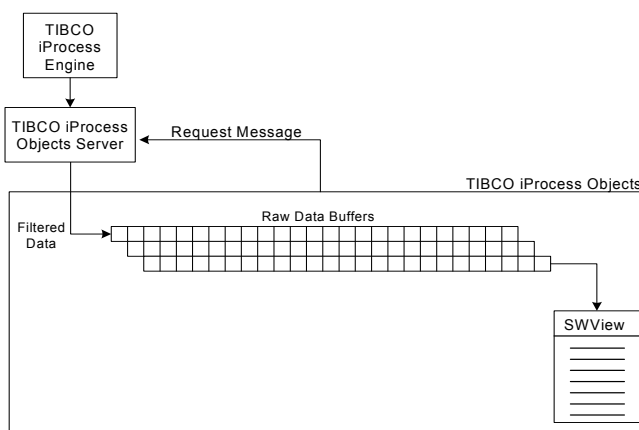 TIBCO
iProcess
Engine
TIBCO iProcess
Objects Server
Request Message
TIBCO iProcess Objects
Filtered
Data
Raw Data Buffers
SWView